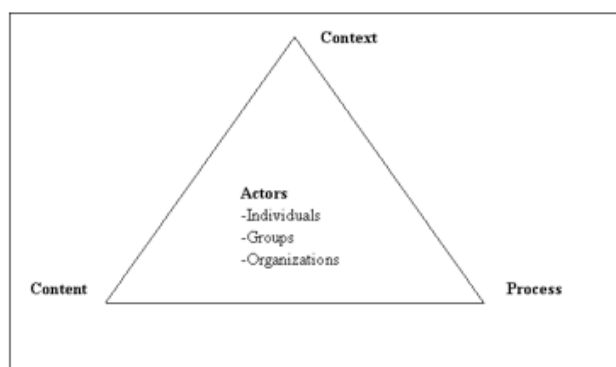 Context
Actors
-Individuals
-Groups
-Organizations
Content
Process